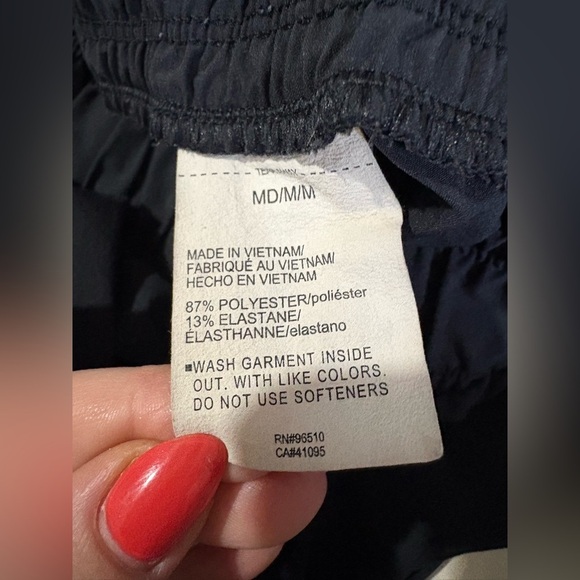 MD/M/M
MADE IN VIETNAM/
FABRIQUÉ AU VIETNAM/
HECHO EN VIETNAM
87% POLYESTER/poliéster
13% ELASTANE/
ÉLASTHANNE/elastano
▪WASH GARMENT INSIDE
OUT. WITH LIKE COLORS.
DO NOT USE SOFTENERS
RN#96510
CA#41095